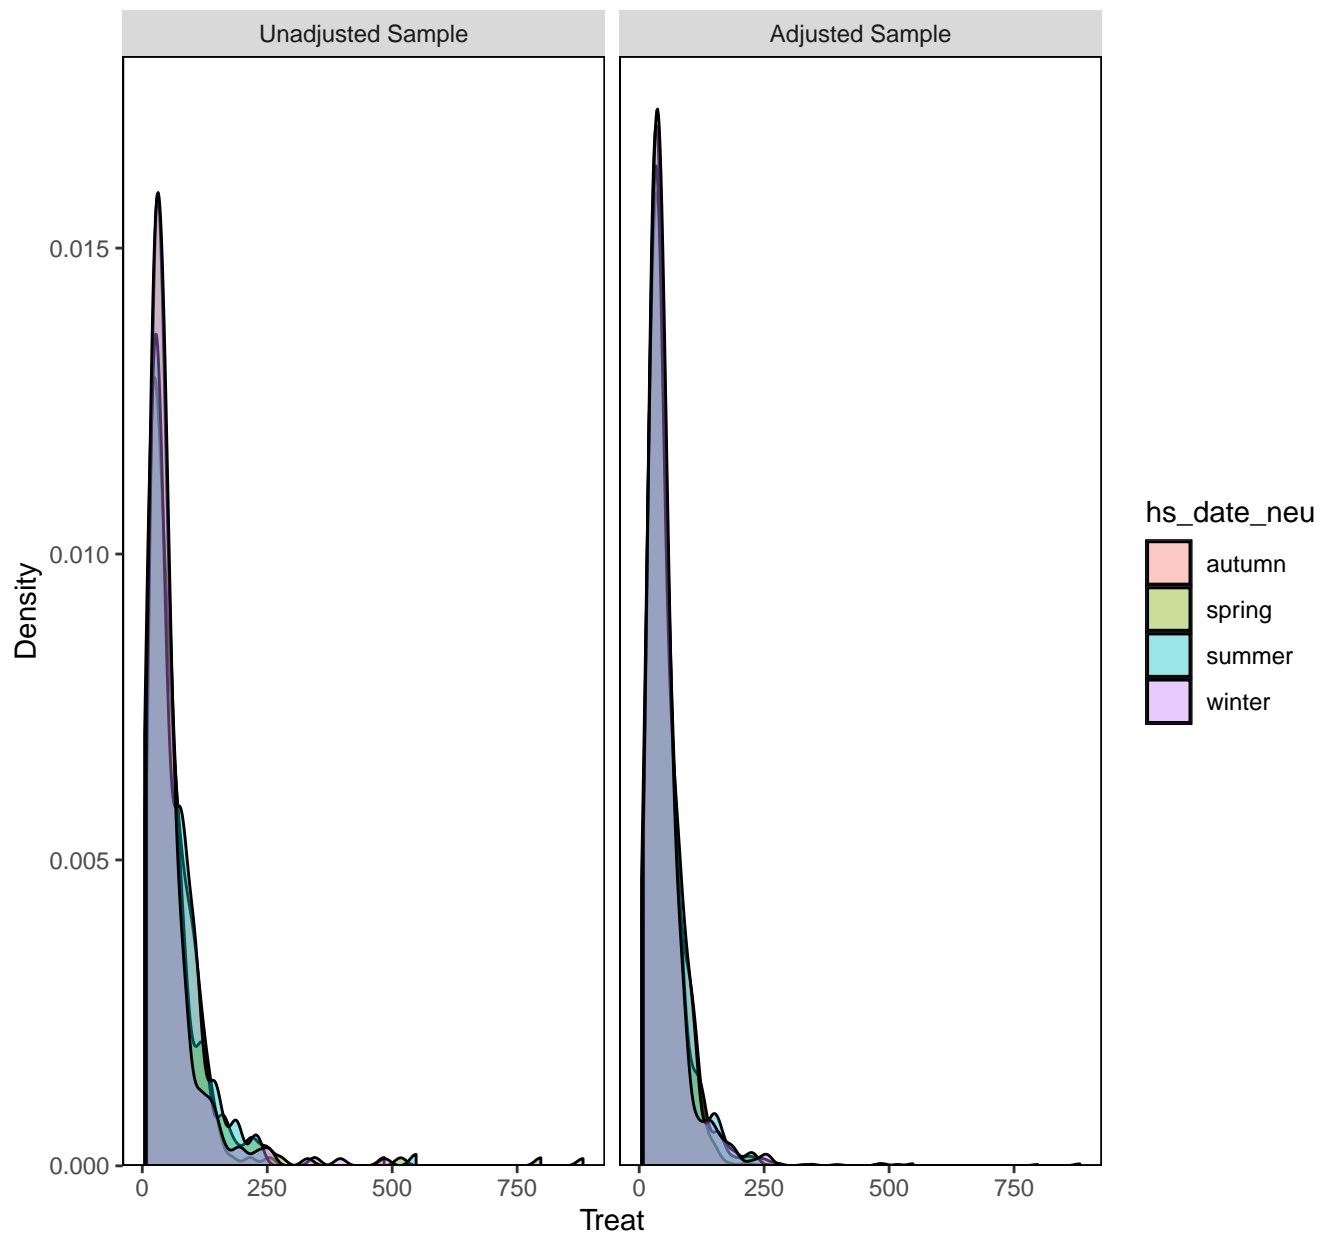 Unadjusted Sample
Adjusted Sample
0.015
0.010
0.005
0.000
Density
0
250
500
750
0
250
500
750
Treat
hs_date_neu
autumn
spring
summer
winter